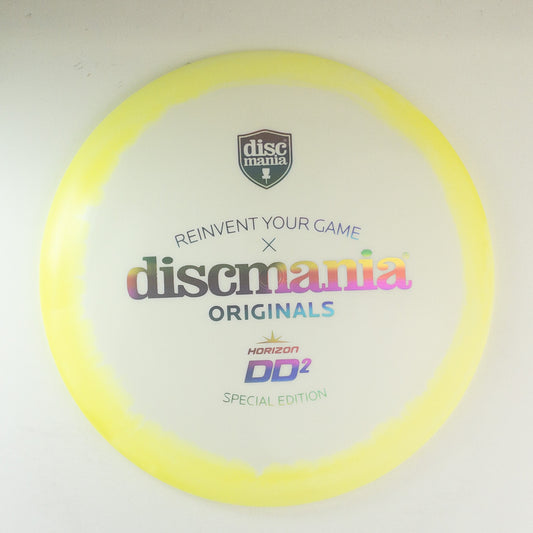 disc
mania
REINVENT YOUR GAME
X
discmania®
ORIGINALS
HORIZON
DD²
SPECIAL EDITION